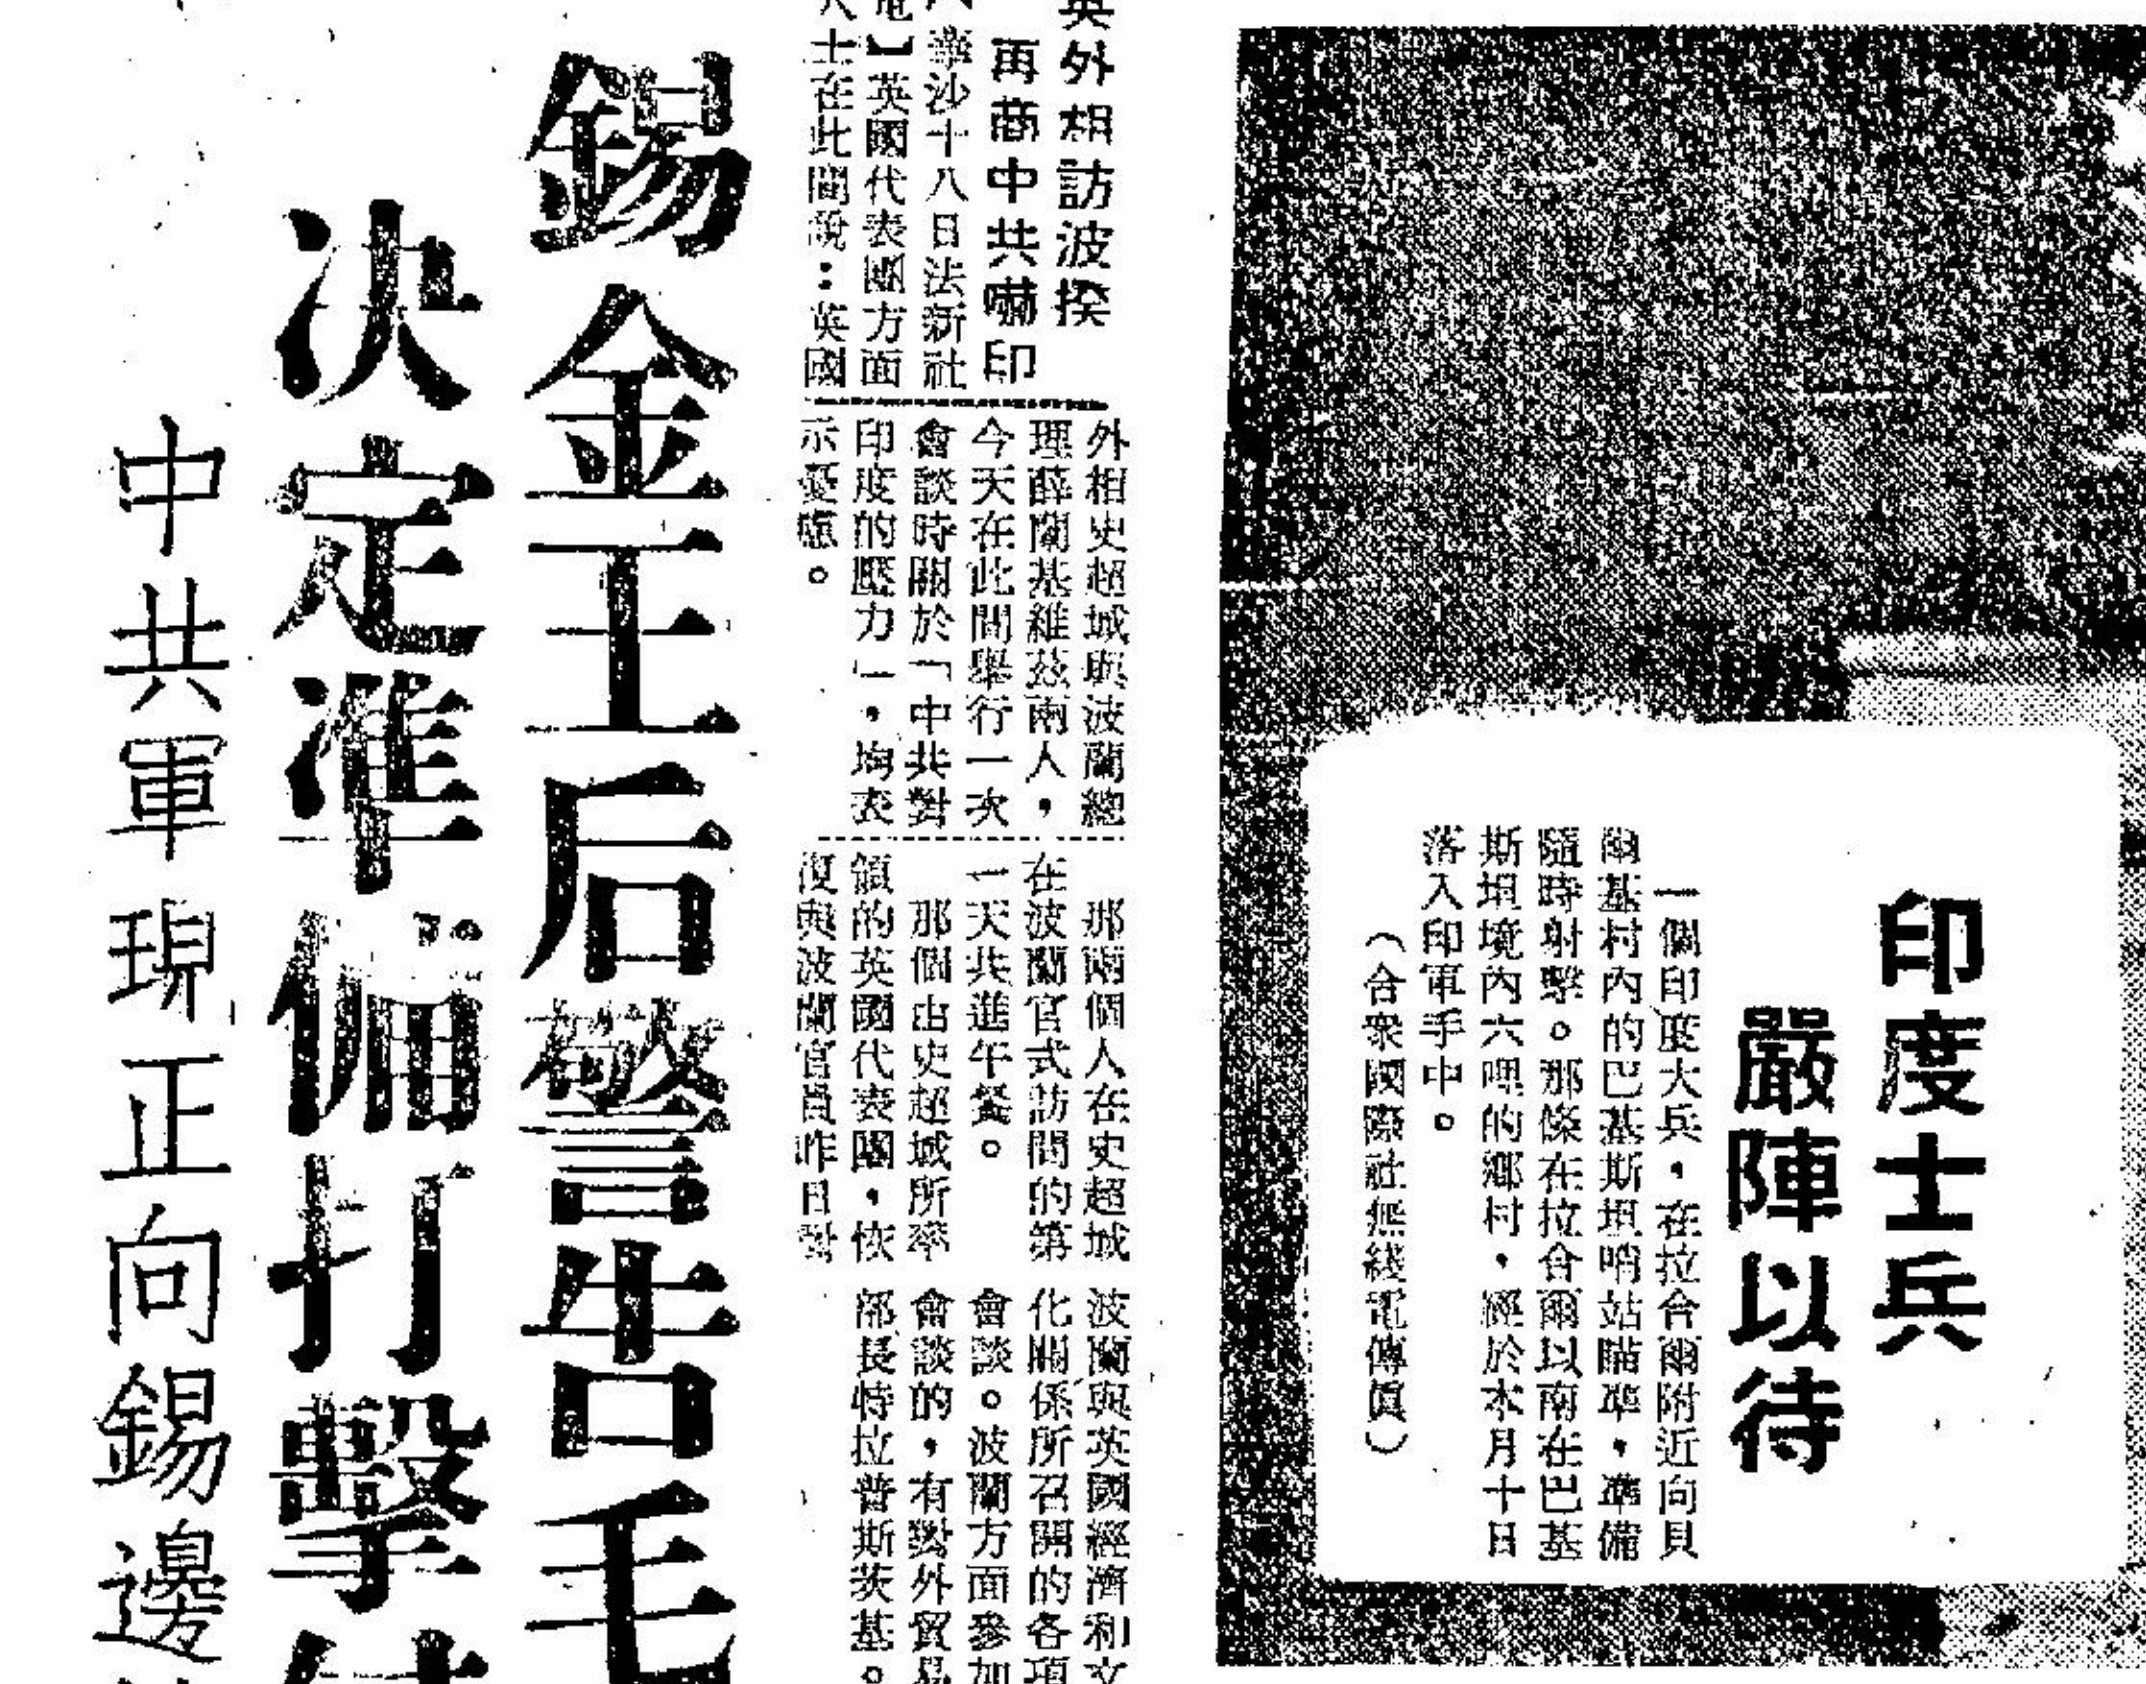 印度士兵
嚴陣以待
一個印度大兵，在拉合爾附近向貝
爾基村內的巴基斯坦哨站瞄準，準備
隨時射擊。那條在拉合爾以南在巴基
斯坦境內六哩的鄉村，經於本月十日
落入印軍手中。
（合衆國際社無綫電傳眞）
英外相訪波揆
再商中共嚇印
華沙十八日法新社
電】英國代表團方面
人士在此間說：英國
外相史超域與波蘭總
理薛蘭基維茲兩人，
今天在此間舉行一次
會談時關於「中共對
印度的壓力」，均表
示憂慮。
那兩個人在史超城
在波蘭官式訪問的第
一天共進午餐。
那個由史超城所率
領的英國代表團，恢
復與波蘭官員昨日對
波蘭與英國經濟和文
化關係所召開的各項
會談。波蘭方面參加
會談的，有對外貿易
部長特拉普斯茨基。
錫金王后警告毛
決定準備打擊
中共軍現正向錫邊